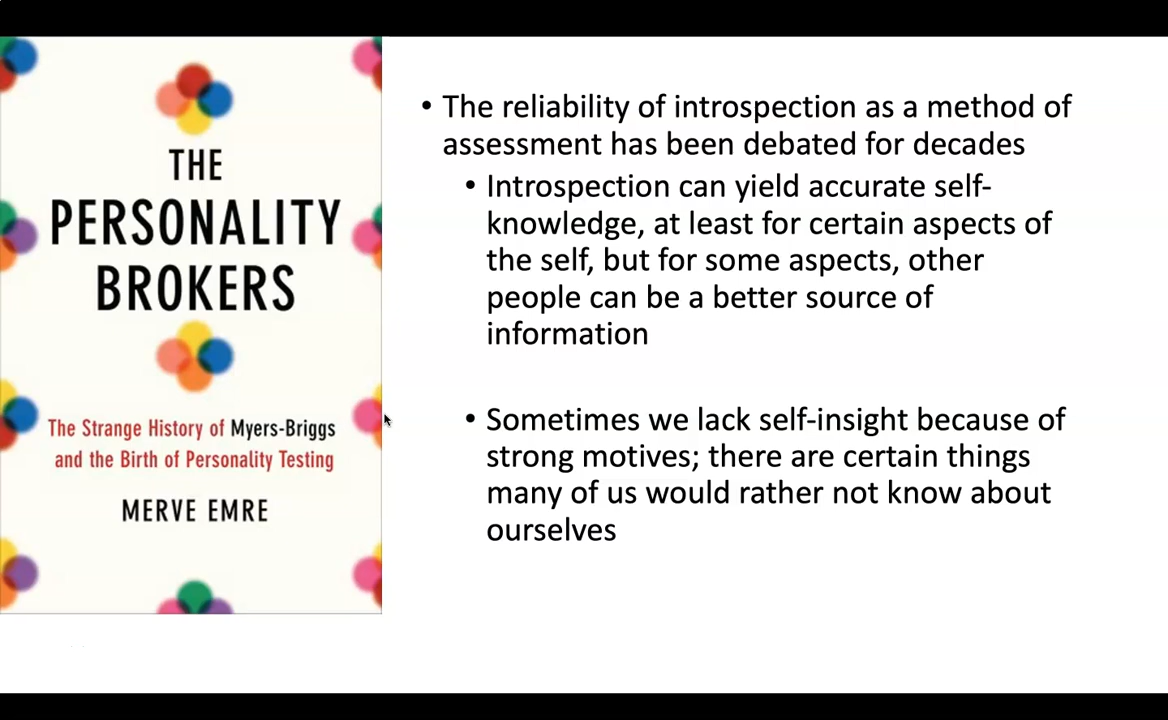 THE
PERSONALITY
BROKERS
The Strange History of Myers-Briggs
and the Birth of Personality Testing
MERVE EMRE
• The reliability of introspection as a method of
assessment has been debated for decades
• Introspection can yield accurate self-
knowledge, at least for certain aspects of
the self, but for some aspects, other
people can be a better source of
information
• Sometimes we lack self-insight because of
strong motives; there are certain things
many of us would rather not know about
ourselves